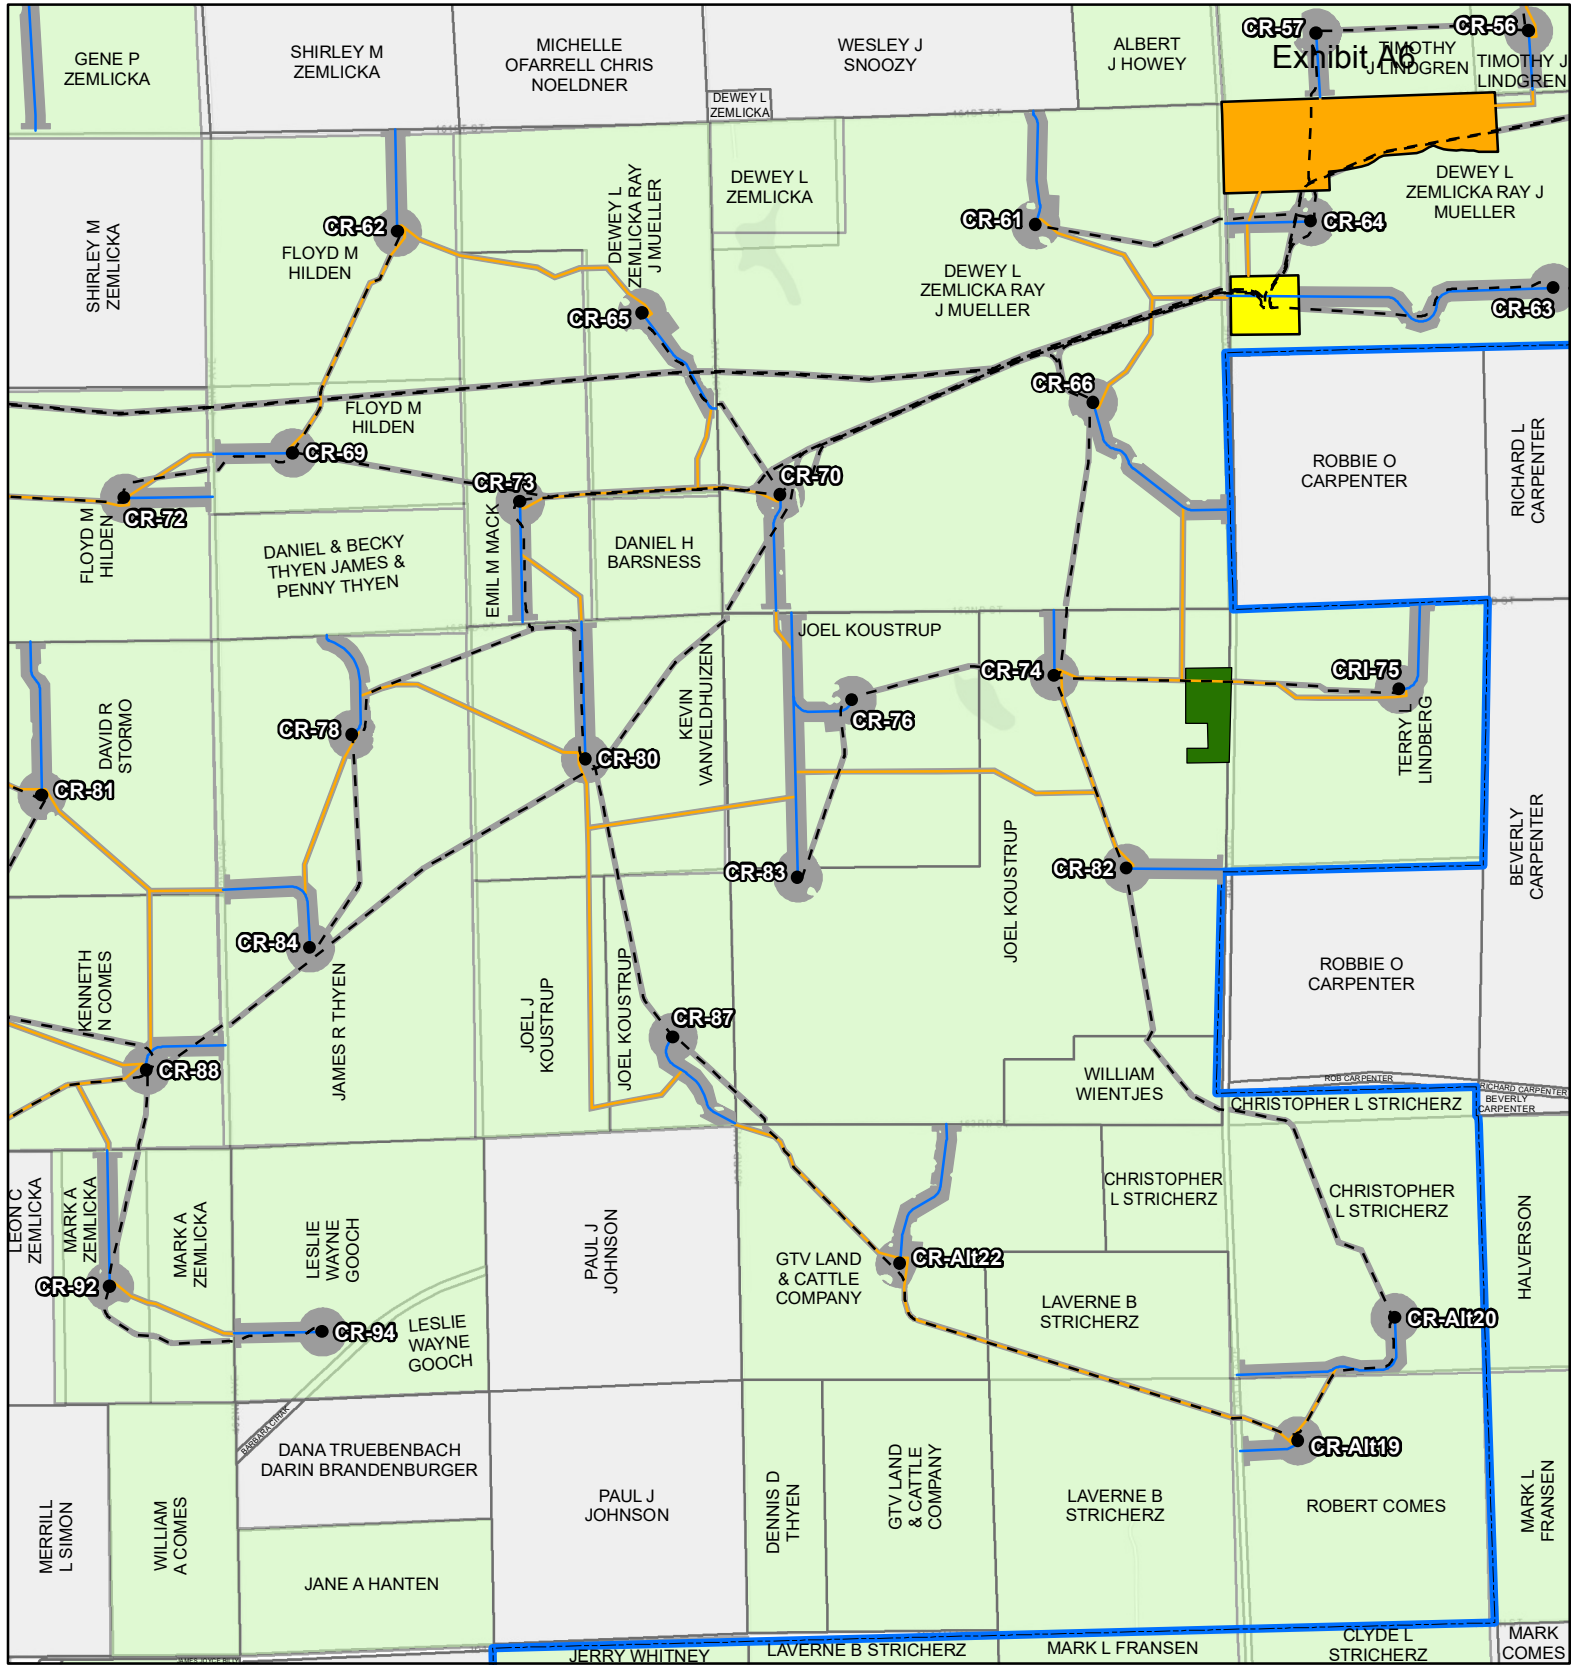 GENE P
ZEMLICKA
SHIRLEY M
ZEMLICKA
MICHELLE
OFARRELL CHRIS
NOELDNER
WESLEY J
SNOOZY
ALBERT
J HOWEY
CR-57
CR-56
Exhibit A6
TIMOTHY
J LINDGREN
TIMOTHY J
LINDGREN
DEWEY L
ZEMLICKA
SHIRLEY M
ZEMLICKA
CR-62
FLOYD M
HILDEN
DEWEY L
ZEMLICKA RAY
J MUELLER
DEWEY L
ZEMLICKA
CR-61
DEWEY L
ZEMLICKA RAY J
MUELLER
CR-64
CR-65
DEWEY L
ZEMLICKA RAY
J MUELLER
CR-63
CR-66
FLOYD M
HILDEN
CR-69
CR-73
CR-70
ROBBIE O
CARPENTER
RICHARD L
CARPENTER
CR-72
FLOYD M
HILDEN
DANIEL & BECKY
THYEN JAMES &
PENNY THYEN
EMIL M MACK
DANIEL H
BARSNESS
JOEL KOUSTRUP
CR-74
CRI-75
DAVID R
STORMO
CR-78
KEVIN
VANVELDHUIZEN
CR-76
CR-80
TERRY L
LINDBERG
CR-81
CR-83
CR-82
JOEL KOUSTRUP
BEVERLY
CARPENTER
CR-84
KENNETH
N COMES
JAMES R THYEN
JOEL J
KOUSTRUP
JOEL KOUSTRUP
ROBBIE O
CARPENTER
CR-87
CR-88
WILLIAM
WIENTJES
ROB CARPENTER
RICHARD CARPENTER
BEVERLY
CARPENTER
CHRISTOPHER L STRICHERZ
LEON C
ZEMLICKA
MARK A
ZEMLICKA
MARK A
ZEMLICKA
LESLIE
WAYNE
GOOCH
PAUL J
JOHNSON
CHRISTOPHER
L STRICHERZ
CHRISTOPHER
L STRICHERZ
HALVERSON
CR-92
GTV LAND
& CATTLE
COMPANY
CR-Alt22
LAVERNE B
STRICHERZ
CR-Alt20
CR-94
LESLIE
WAYNE
GOOCH
BARBARA CIHAK
DANA TRUEBENBACH
DARIN BRANDENBURGER
CR-Alt19
MERRILL
L SIMON
WILLIAM
A COMES
PAUL J
JOHNSON
DENNIS D
THYEN
GTV LAND
& CATTLE
COMPANY
LAVERNE B
STRICHERZ
ROBERT COMES
MARK L
FRANSEN
JANE A HANTEN
JERRY WHITNEY
LAVERNE B STRICHERZ
MARK L FRANSEN
CLYDE L
STRICHERZ
MARK
COMES